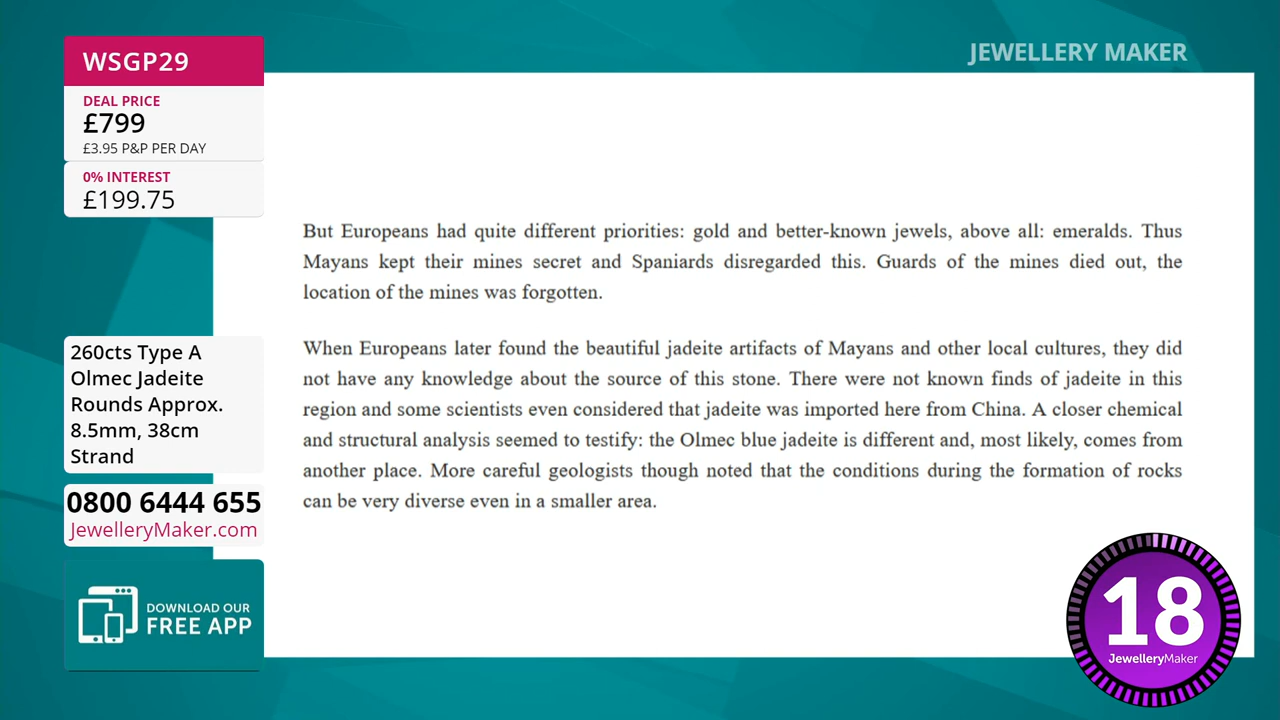 WSGP29
DEAL PRICE
£799
£3.95 P&P PER DAY
0% INTEREST
£199.75
JEWELLERY MAKER
But Europeans had quite different priorities: gold and better-known jewels, above all: emeralds. Thus
Mayans kept their mines secret and Spaniards disregarded this. Guards of the mines died out, the
location of the mines was forgotten.
When Europeans later found the beautiful jadeite artifacts of Mayans and other local cultures, they did
not have any knowledge about the source of this stone. There were not known finds of jadeite in this
region and some scientists even considered that jadeite was imported here from China. A closer chemical
and structural analysis seemed to testify: the Olmec blue jadeite is different and, most likely, comes from
another place. More careful geologists though noted that the conditions during the formation of rocks
can be very diverse even in a smaller area.
260cts Type A
Olmec Jadeite
Rounds Approx.
8.5mm, 38cm
Strand
0800 6444 655
JewelleryMaker.com
DOWNLOAD OUR
FREE APP
18
JewelleryMaker